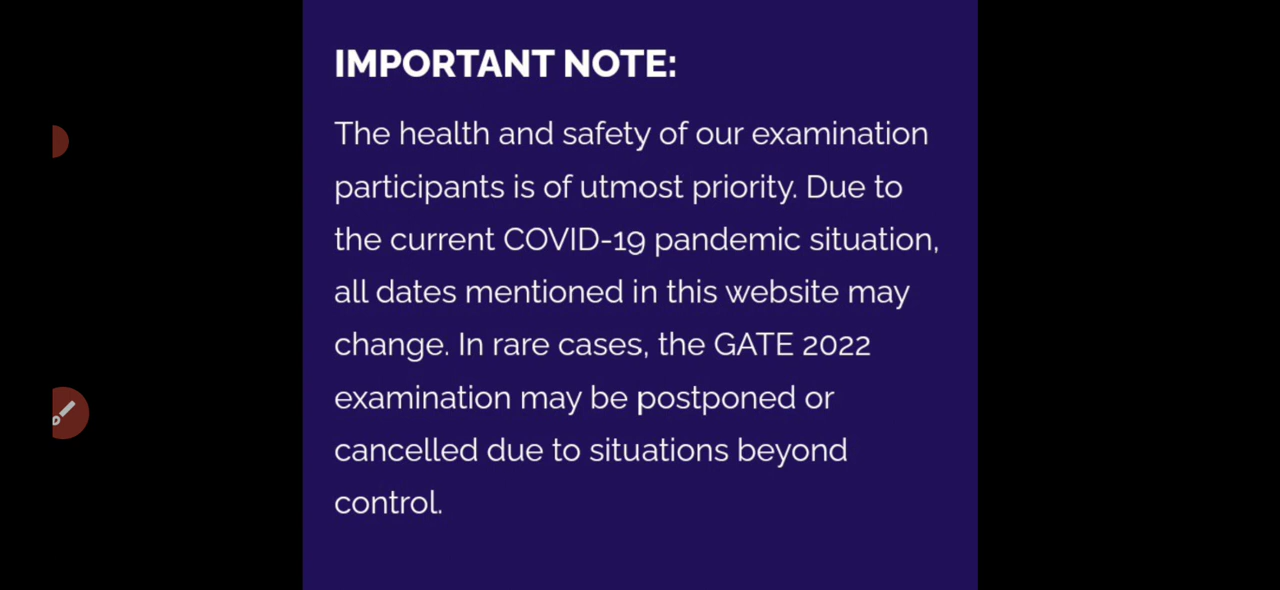 IMPORTANT NOTE:
The health and safety of our examination
participants is of utmost priority. Due to
the current COVID-19 pandemic situation,
all dates mentioned in this website may
change. In rare cases, the GATE 2022
examination may be postponed or
cancelled due to situations beyond
control.